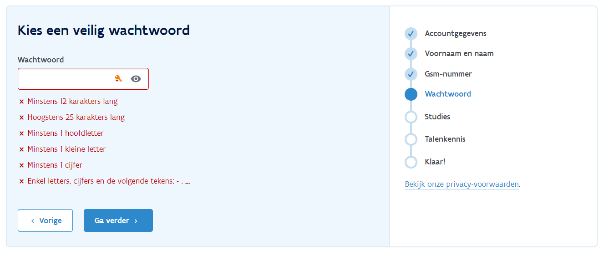 Kies een veilig wachtwoord
Wachtwoord
Minstens 12 karakters lang
Hoogstens 25 karakters lang
Minstens 1 hoofdletter
Minstens 1 kleine letter
Minstens 1 cijfer
Enkel letters, cijfers en de volgende tekens: - . _
Vorige
Ga verder
Accountgegevens
Voornaam en naam
Gsm-nummer
Wachtwoord
Studies
Talenkennis
Klaar!
Bekijk onze privacy-voorwaarden.